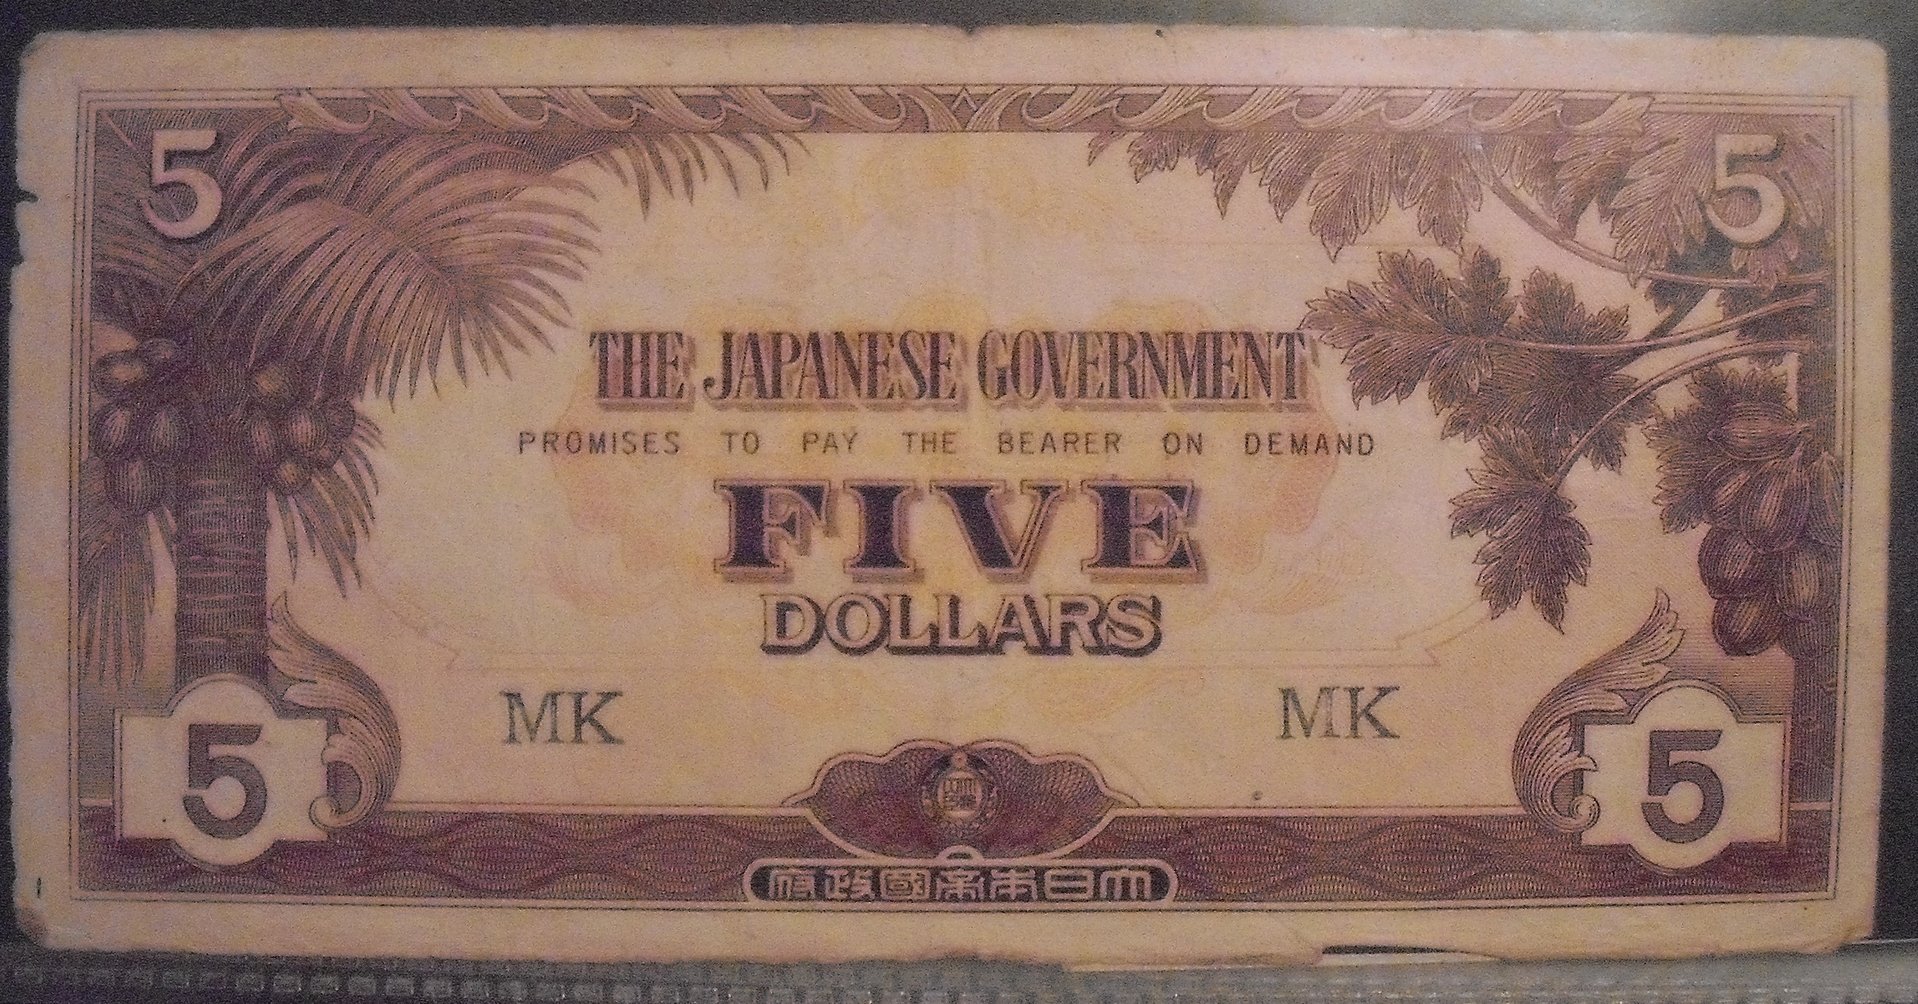 5 5
THE JAPANESE GOVERNMENT
PROMISES TO PAY THE BEARER ON DEMAND
FIVE
DOLLARS
MK MK
5 5
府政國帝本日大